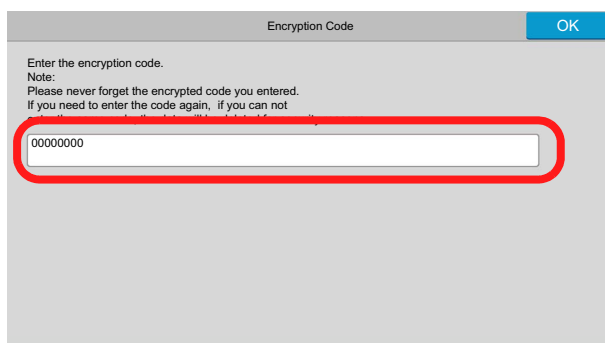 Encryption Code
OK
Enter the encryption code.
Note:
Please never forget the encrypted code you entered.
If you need to enter the code again, if you can not
00000000